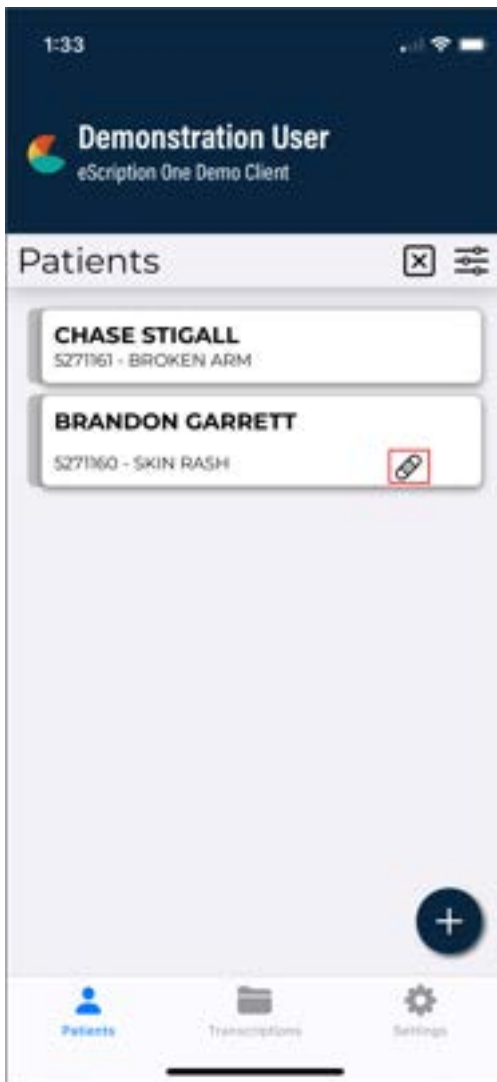 1:33
Demonstration User
eScription One Demo Client
Patients
CHASE STIGALL
5271161 - BROKEN ARM
BRANDON GARRETT
5271160 - SKIN RASH
Patients
Transcriptions
Settings